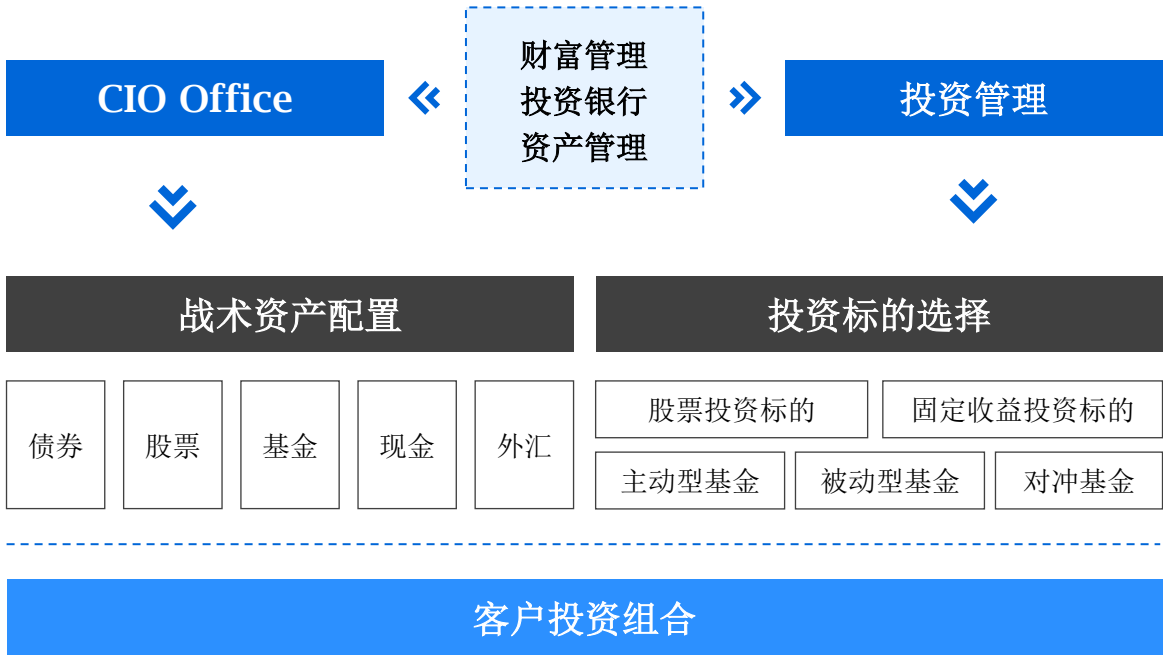 财富管理
投资银行
资产管理
CIO Office
投资管理
战术资产配置
投资标的选择
债券
股票
基金
现金
外汇
股票投资标的
固定收益投资标的
主动型基金
被动型基金
对冲基金
客户投资组合